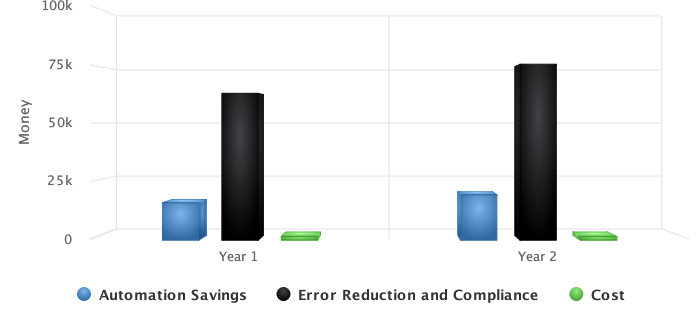 100k
75k
50k
25k
0
Money
Year 1
Year 2
Automation Savings
Error Reduction and Compliance
Cost